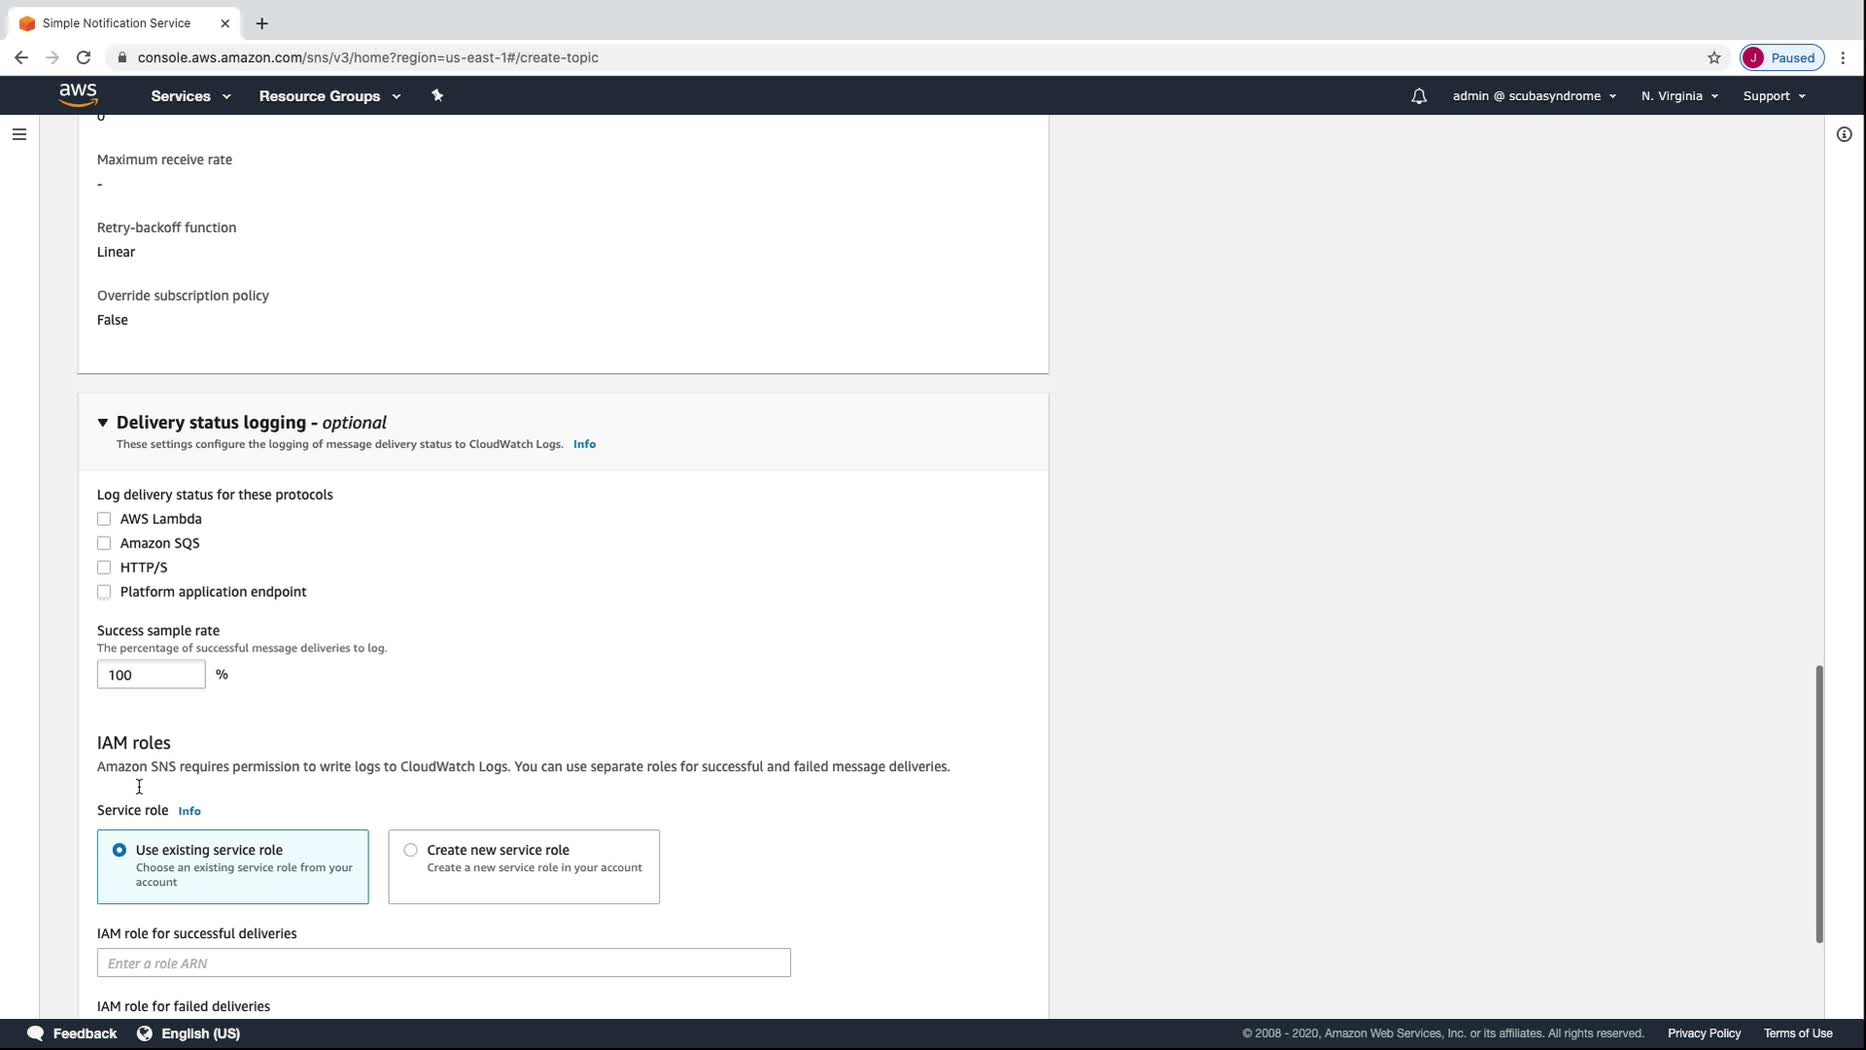 Simple Notification Service
console.aws.amazon.com/sns/v3/home?region=us-east-1#/create-topic
J Paused
aws Services Resource Groups admin @ scubasyndrome N. Virginia Support
0
Maximum receive rate
-
Retry-backoff function
Linear
Override subscription policy
False
Delivery status logging - optional
These settings configure the logging of message delivery status to CloudWatch Logs. Info
Log delivery status for these protocols
AWS Lambda
Amazon SQS
HTTP/S
Platform application endpoint
Success sample rate
The percentage of successful message deliveries to log.
100 %
IAM roles
Amazon SNS requires permission to write logs to CloudWatch Logs. You can use separate roles for successful and failed message deliveries.
Service role Info
Use existing service role
Choose an existing service role from your
account
Create new service role
Create a new service role in your account
IAM role for successful deliveries
Enter a role ARN
IAM role for failed deliveries
Feedback English (US) © 2008 - 2020, Amazon Web Services, Inc. or its affiliates. All rights reserved. Privacy Policy Terms of Use